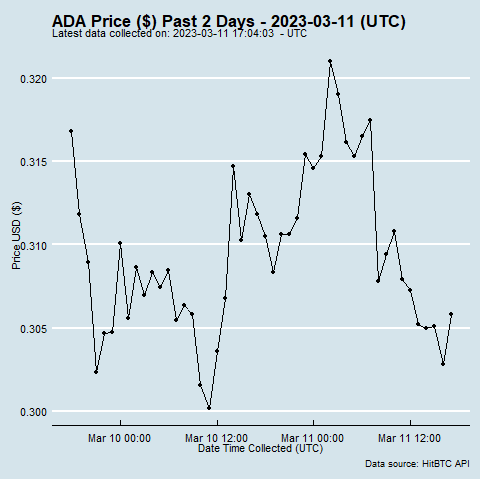 ADA Price ($) Past 2 Days - 2023-03-11 (UTC)
Latest data collected on: 2023-03-11 17:04:03 - UTC
0.320
0.315
0.310
0.305
0.300
Price USD ($)
Mar 10 00:00 Mar 10 12:00 Mar 11 00:00 Mar 11 12:00
Date Time Collected (UTC)
Data source: HitBTC API